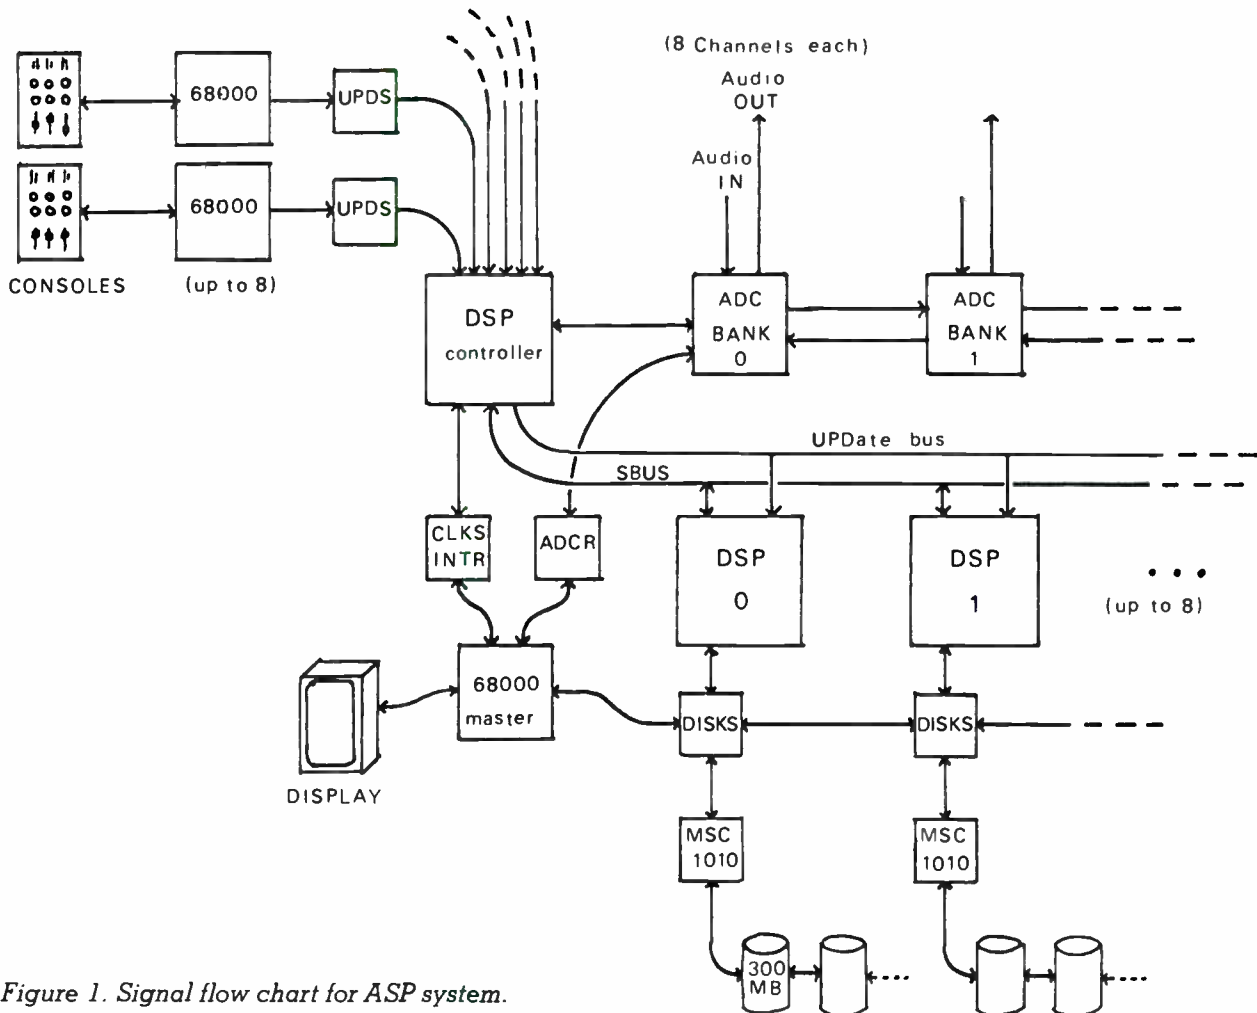 (8 Channels each)
Audio
OUT
Audio
IN
68000
UPDS
68000
UPDS
CONSOLES
(up to 8)
DSP
controller
ADC
BANK
0
ADC
BANK
1
UPDate bus
SBUS
CLKS
INTR
ADCR
DSP
0
DSP
1
(up to 8)
68000
master
DISKS
DISKS
DISPLAY
MSC
1010
MSC
1010
300
MB
Figure 1. Signal flow chart for ASP system.